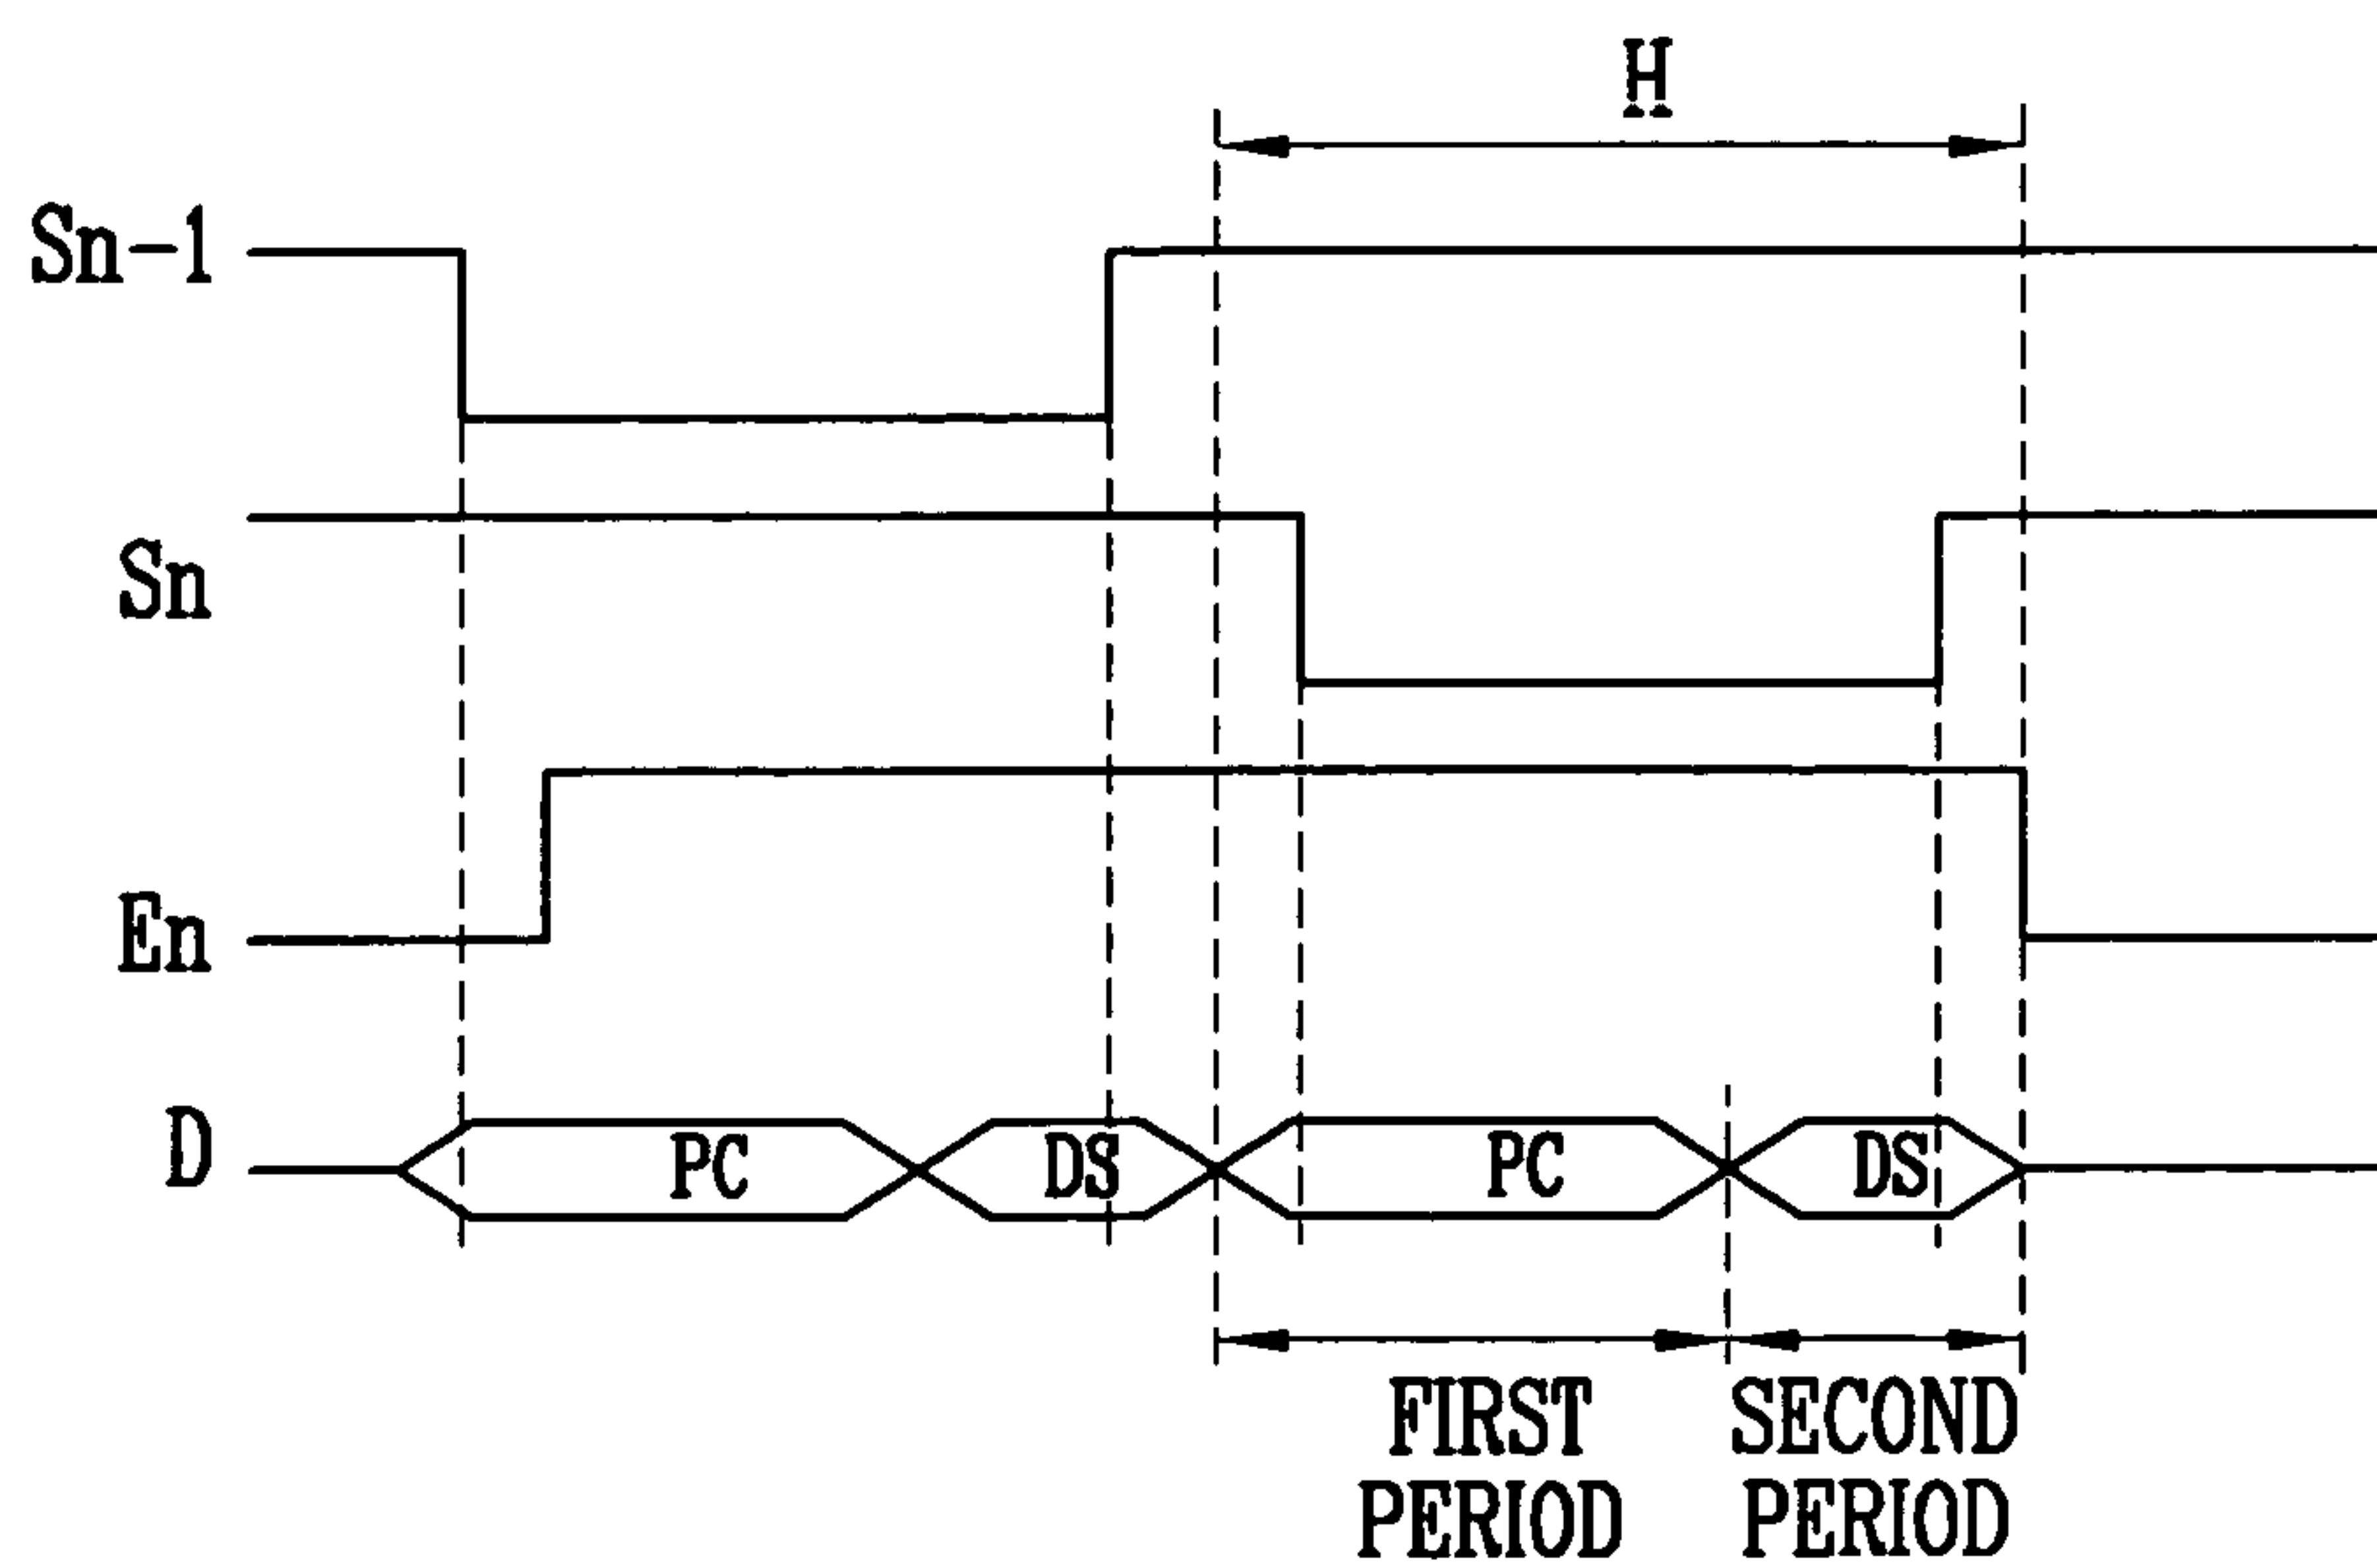 H
Sn-1
Sn
En
D
PC
DS
PC
DS
FIRST
PERIOD
SECOND
PERIOD